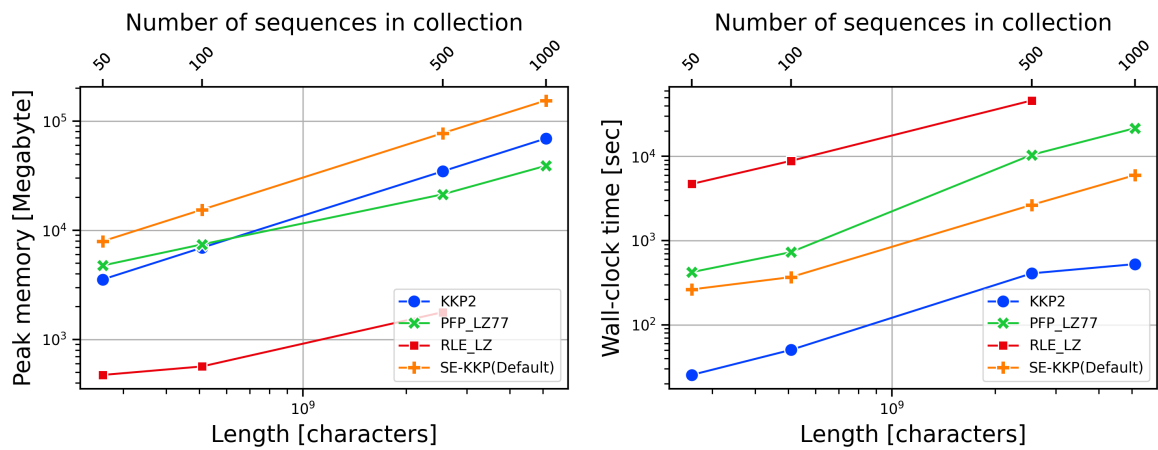 Number of sequences in collection
50 100 500 1000
Peak memory [Megabyte]
10^5
10^4
10^3
KKP2
PFP_LZ77
RLE_LZ
SE-KKP(Default)
10^9
Length [characters]
Number of sequences in collection
50 100 500 1000
Wall-clock time [sec]
10^4
10^3
10^2
KKP2
PFP_LZ77
RLE_LZ
SE-KKP(Default)
10^9
Length [characters]